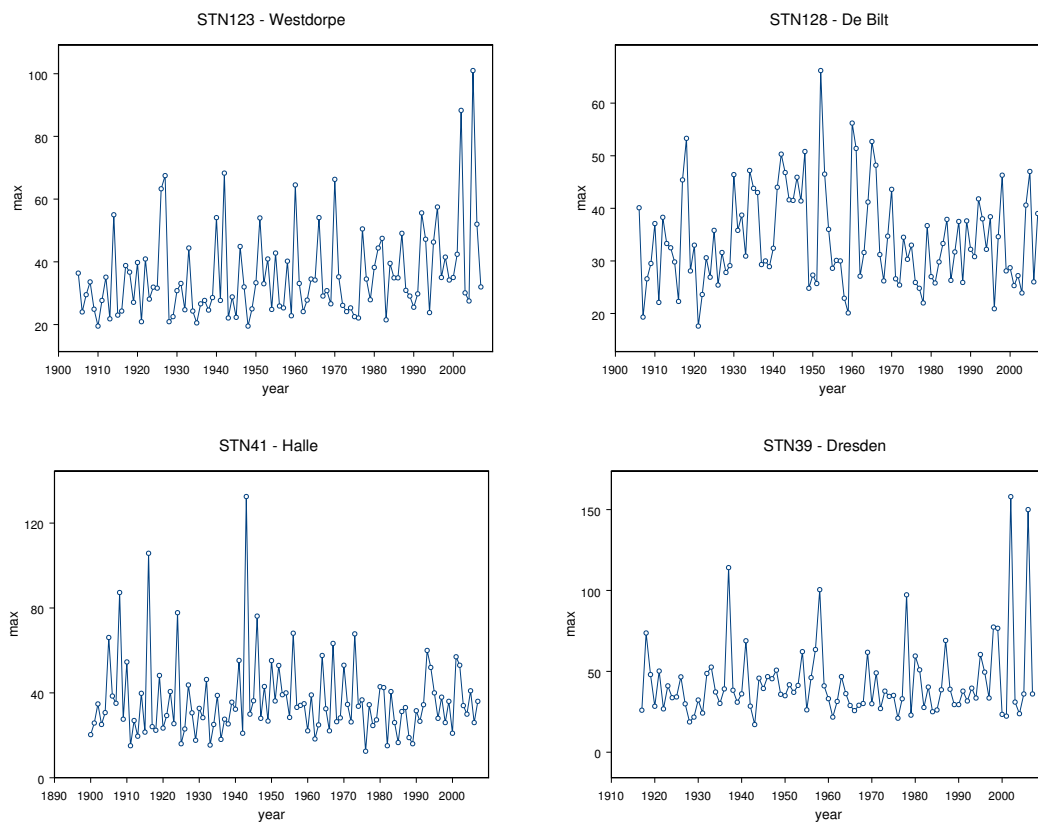 STN123 - Westdorpe
max
100
80
60
40
20
1900 1910 1920 1930 1940 1950 1960 1970 1980 1990 2000
year
STN128 - De Bilt
max
60
50
40
30
20
1900 1910 1920 1930 1940 1950 1960 1970 1980 1990 2000
year
STN41 - Halle
max
120
80
40
0
1890 1900 1910 1920 1930 1940 1950 1960 1970 1980 1990 2000
year
STN39 - Dresden
max
150
100
50
0
1910 1920 1930 1940 1950 1960 1970 1980 1990 2000
year